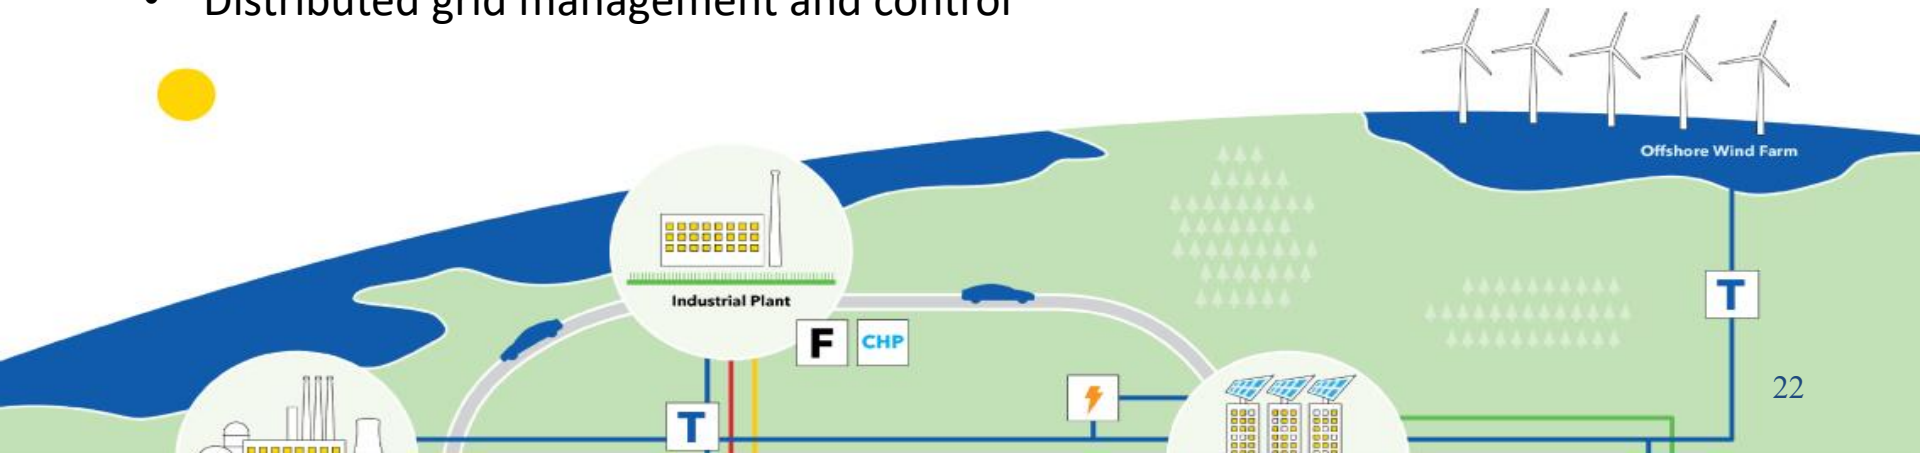 • Distributed grid management and control
Offshore Wind Farm
Industrial Plant
T
F
CHP
22
T